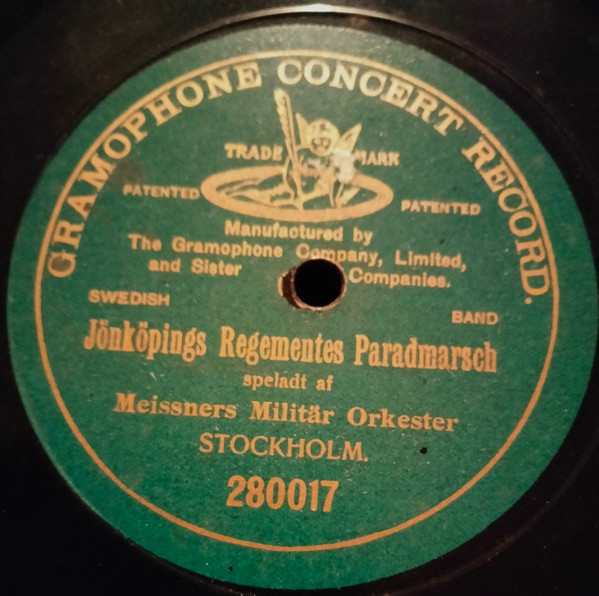 GRAMOPHONE CONCERT RECORD.
TRADE MARK
PATENTED PATENTED
Manufactured by
The Gramophone Company, Limited,
and Sister Companies.
SWEDISH BAND
Jönköpings Regementes Paradmarsch
speladt af
Meissners Militär Orkester
STOCKHOLM.
280017